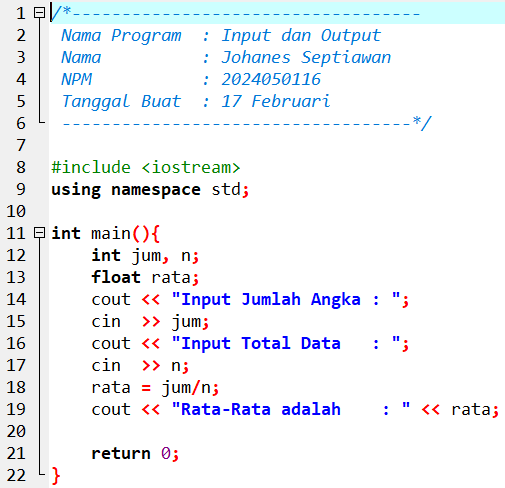 1 /*-----------------------------------
2 Nama Program  : Input dan Output
3 Nama          : Johanes Septiawan
4 NPM           : 2024050116
5 Tanggal Buat  : 17 Februari
6 -----------------------------------*/
7
8 #include <iostream>
9 using namespace std;
10
11 int main(){
12     int jum, n;
13     float rata;
14     cout << "Input Jumlah Angka : ";
15     cin  >> jum;
16     cout << "Input Total Data   : ";
17     cin  >> n;
18     rata = jum/n;
19     cout << "Rata-Rata adalah    : " << rata;
20
21     return 0;
22 }